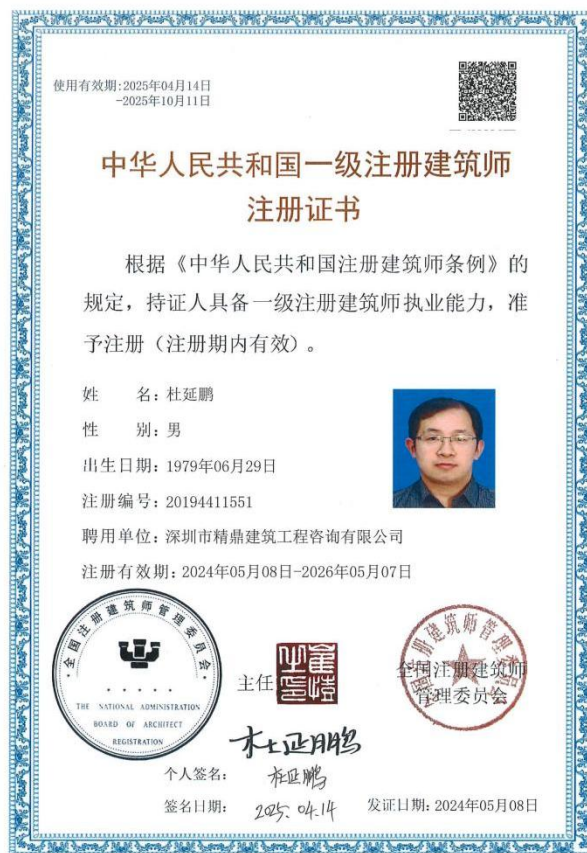 使用有效期:2025年04月14日
-2025年10月11日
中华人民共和国一级注册建筑师
注册证书
根据《中华人民共和国注册建筑师条例》的
规定，持证人具备一级注册建筑师执业能力，准
予注册（注册期内有效）。
姓 名：杜延鹏
性 别：男
出生日期：1979年06月29日
注册编号：20194411551
聘用单位：深圳市精鼎建筑工程咨询有限公司
注册有效期：2024年05月08日-2026年05月07日
·全国注册建筑师管理委员会·
THE NATIONAL ADMINISTRATION
BOARD OF ARCHITECT
REGISTRATION
主任
全国注册建筑师
管理委员会
杜延鹏
个人签名：
杜延鹏
签名日期：
2025.04.14
发证日期：2024年05月08日